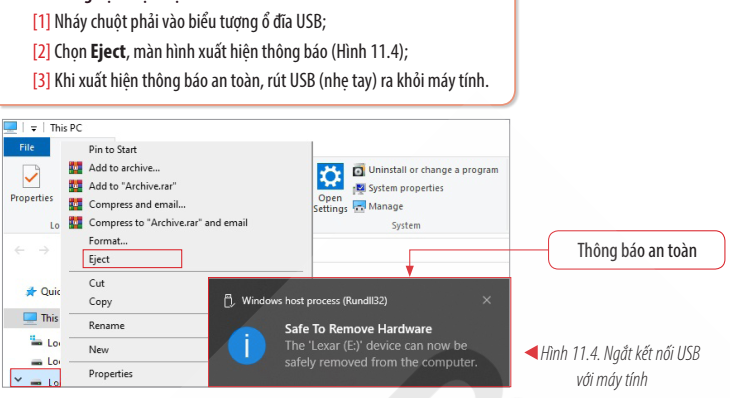 [1] Nháy chuột phải vào biểu tượng ổ đĩa USB;
[2] Chọn Eject, màn hình xuất hiện thông báo (Hình 11.4);
[3] Khi xuất hiện thông báo an toàn, rút USB (nhẹ tay) ra khỏi máy tính.
This PC
File
Pin to Start
Add to archive...
Add to "Archive.rar"
Compress and email...
Compress to "Archive.rar" and email
Format...
Eject
Cut
Copy
Rename
New
Properties
Properties
Lo
Quic
This
Lo
Lo
Lo
Open
Settings
Uninstall or change a program
System properties
Manage
System
Thông báo an toàn
Windows host process (Rundll32)
Safe To Remove Hardware
The 'Lexar (E:)' device can now be
safely removed from the computer.
Hình 11.4. Ngắt kết nối USB
với máy tính